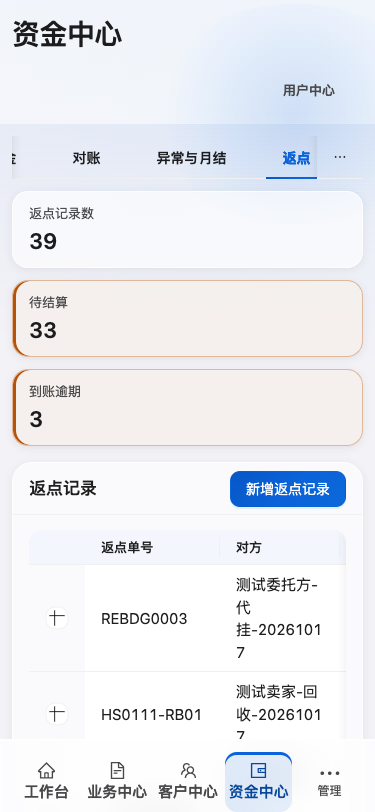 资金中心
用户中心
对账 异常与月结 返点 ···
返点记录数
39
待结算
33
到账逾期
3
返点记录 新增返点记录
返点单号 对方
REBDG0003
测试委托方-
代
挂-20261017
HS0111-RB01
测试卖家-回
收-20261017
工作台 业务中心 客户中心 资金中心 管理